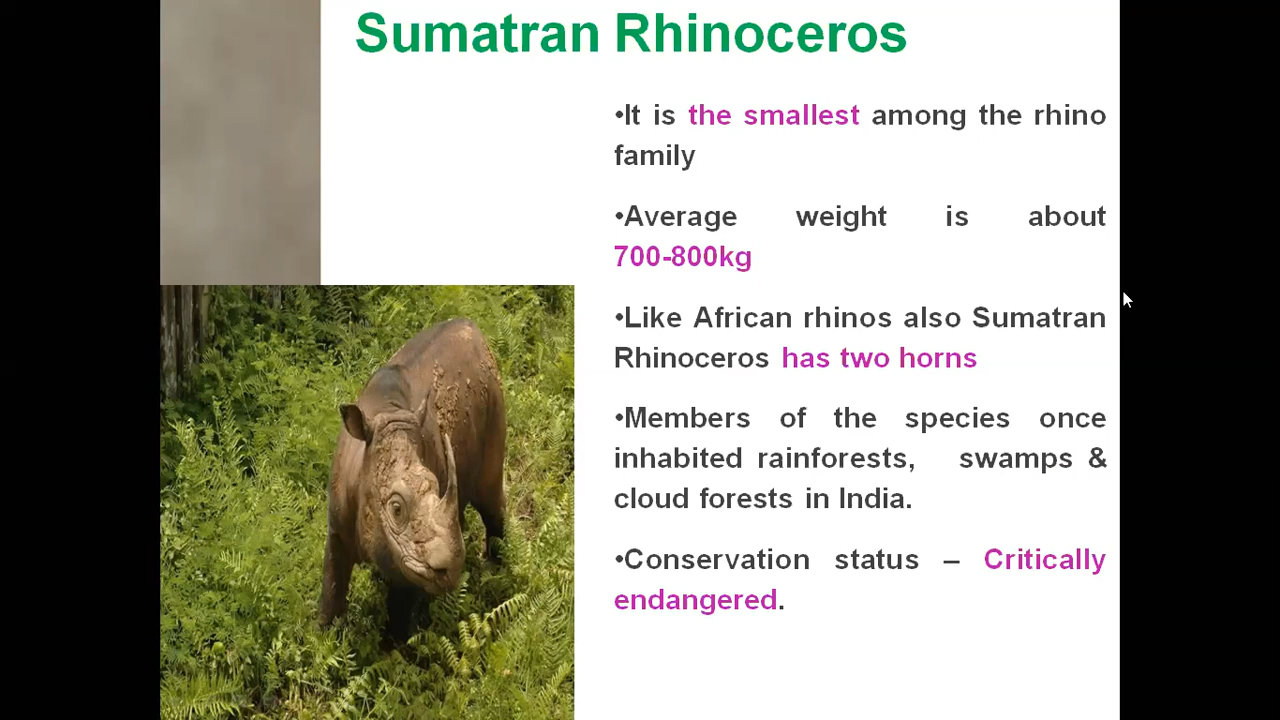 Sumatran Rhinoceros
•It is the smallest among the rhino
family
•Average weight is about
700-800kg
•Like African rhinos also Sumatran
Rhinoceros has two horns
•Members of the species once
inhabited rainforests, swamps &
cloud forests in India.
•Conservation status – Critically
endangered.